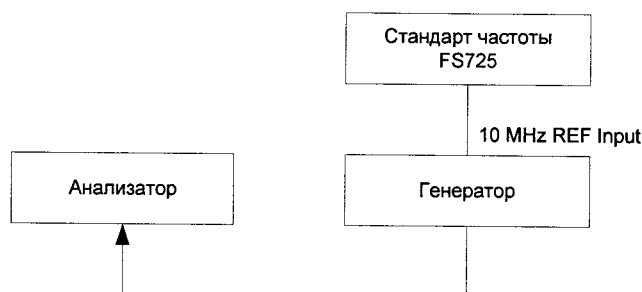 Стандарт частоты
FS725
10 MHz REF Input
Анализатор
Генератор